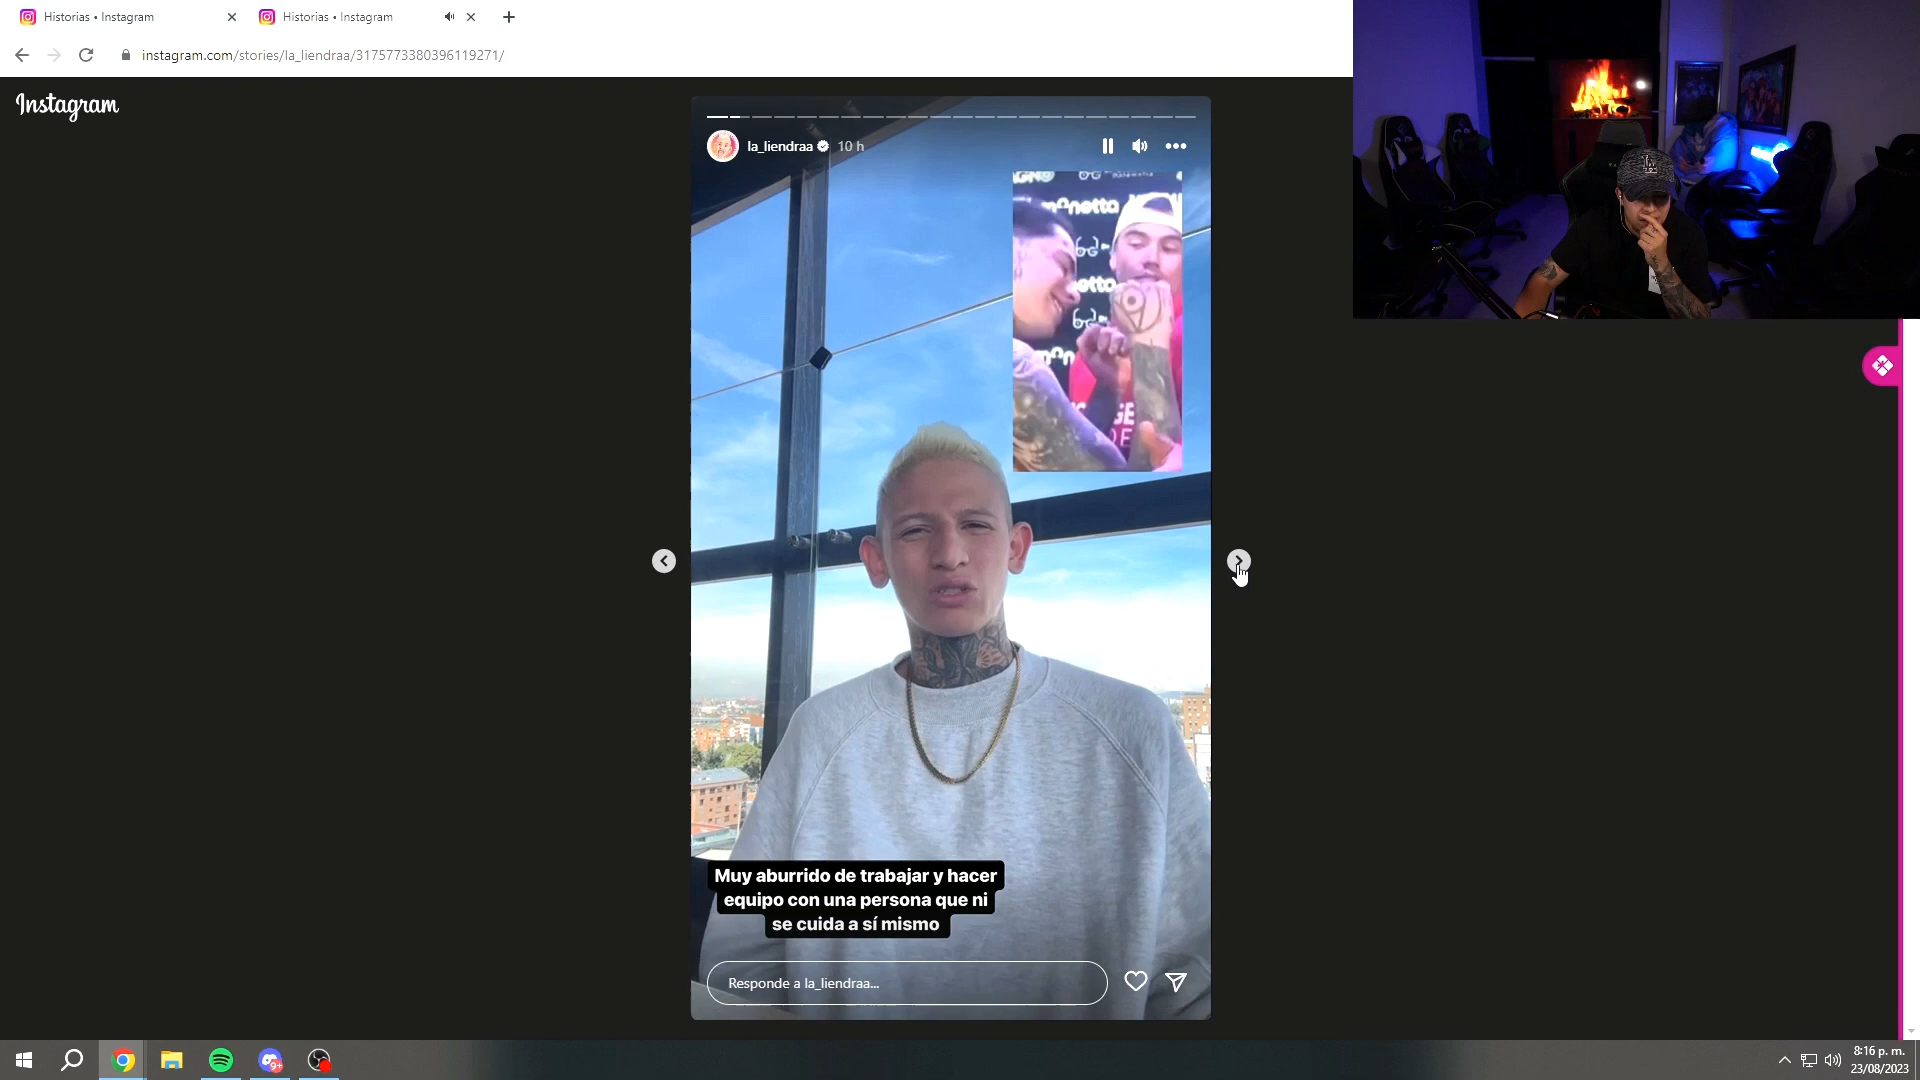 Historias • Instagram
Historias • Instagram
instagram.com/stories/la_liendraa/3175773380396119271/
Instagram
la_liendraa 10 h
Muy aburrido de trabajar y hacer
equipo con una persona que ni
se cuida a sí mismo
Responde a la_liendraa...
9+
8:16 p. m.
23/08/2023